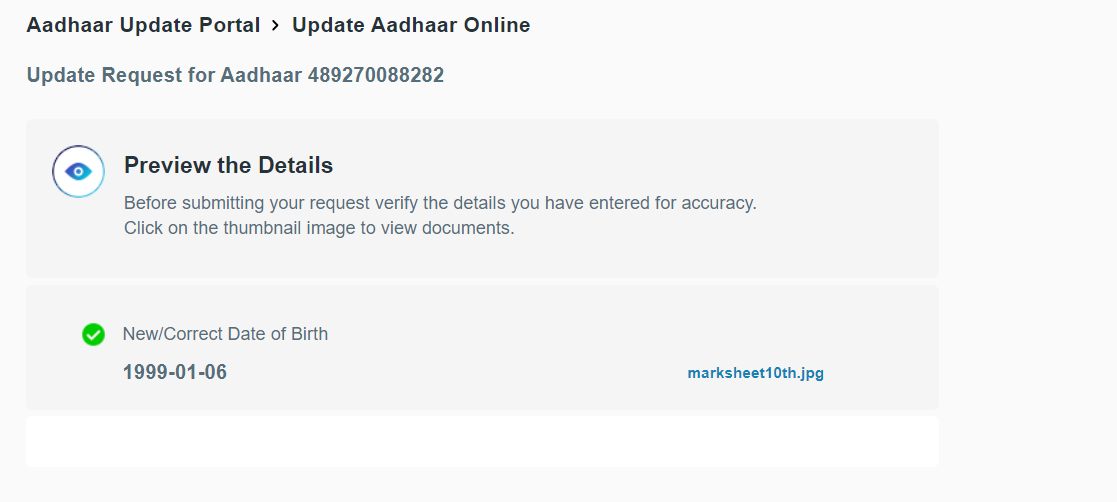 Aadhaar Update Portal › Update Aadhaar Online
Update Request for Aadhaar 489270088282
Preview the Details
Before submitting your request verify the details you have entered for accuracy.
Click on the thumbnail image to view documents.
New/Correct Date of Birth
1999-01-06 marksheet10th.jpg